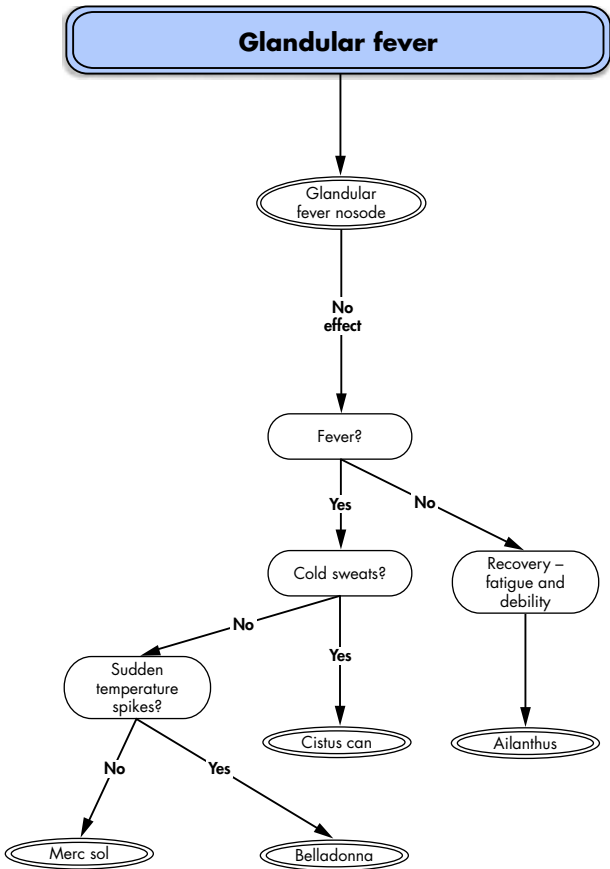 Glandular fever
Glandular
fever nosode
No
effect
Fever?
Yes
No
Cold sweats?
Recovery –
fatigue and
debility
No
Yes
Sudden
temperature
spikes?
Cistus can
Ailanthus
No
Yes
Merc sol
Belladonna